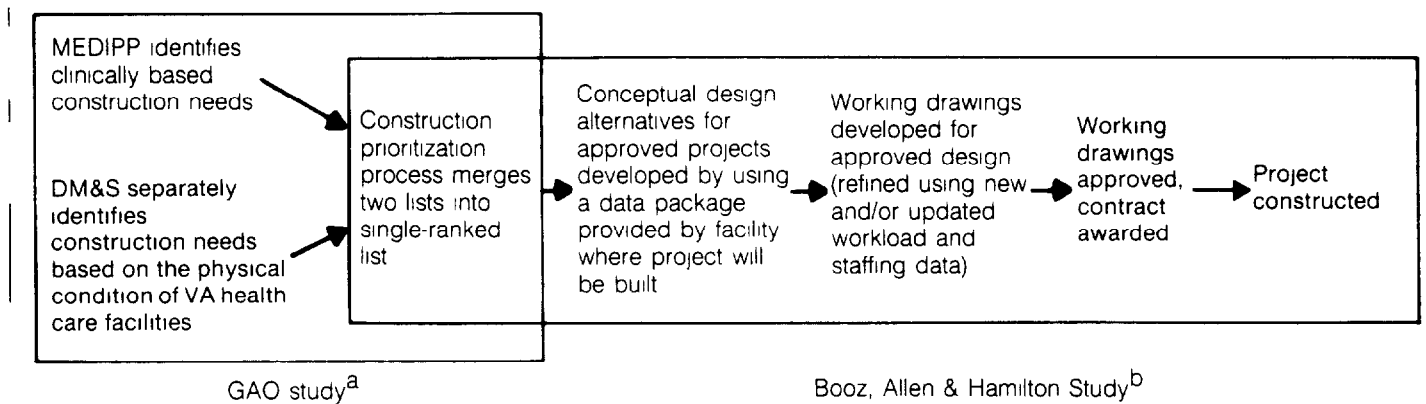 MEDIPP identifies
clinically based
construction needs
DM&S separately
identifies
construction needs
based on the physical
condition of VA health
care facilities
Construction
prioritization
process merges
two lists into
single-ranked
list
Conceptual design
alternatives for
approved projects
developed by using
a data package
provided by facility
where project will
be built
Working drawings
developed for
approved design
(refined using new
and/or updated
workload and
staffing data)
Working
drawings
approved,
contract
awarded
Project
constructed
GAO study a
Booz, Allen & Hamilton Study b